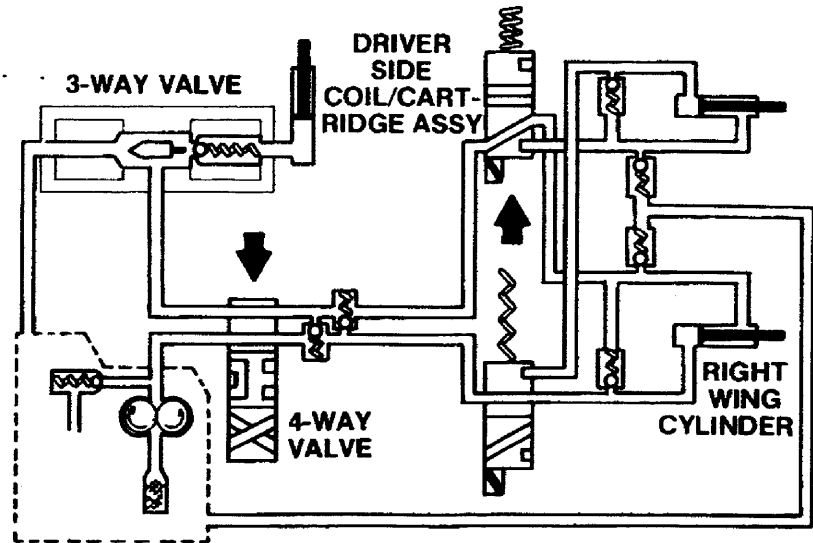 3-WAY VALVE
DRIVER
SIDE
COIL/CART-
RIDGE ASSY
4-WAY
VALVE
RIGHT
WING
CYLINDER